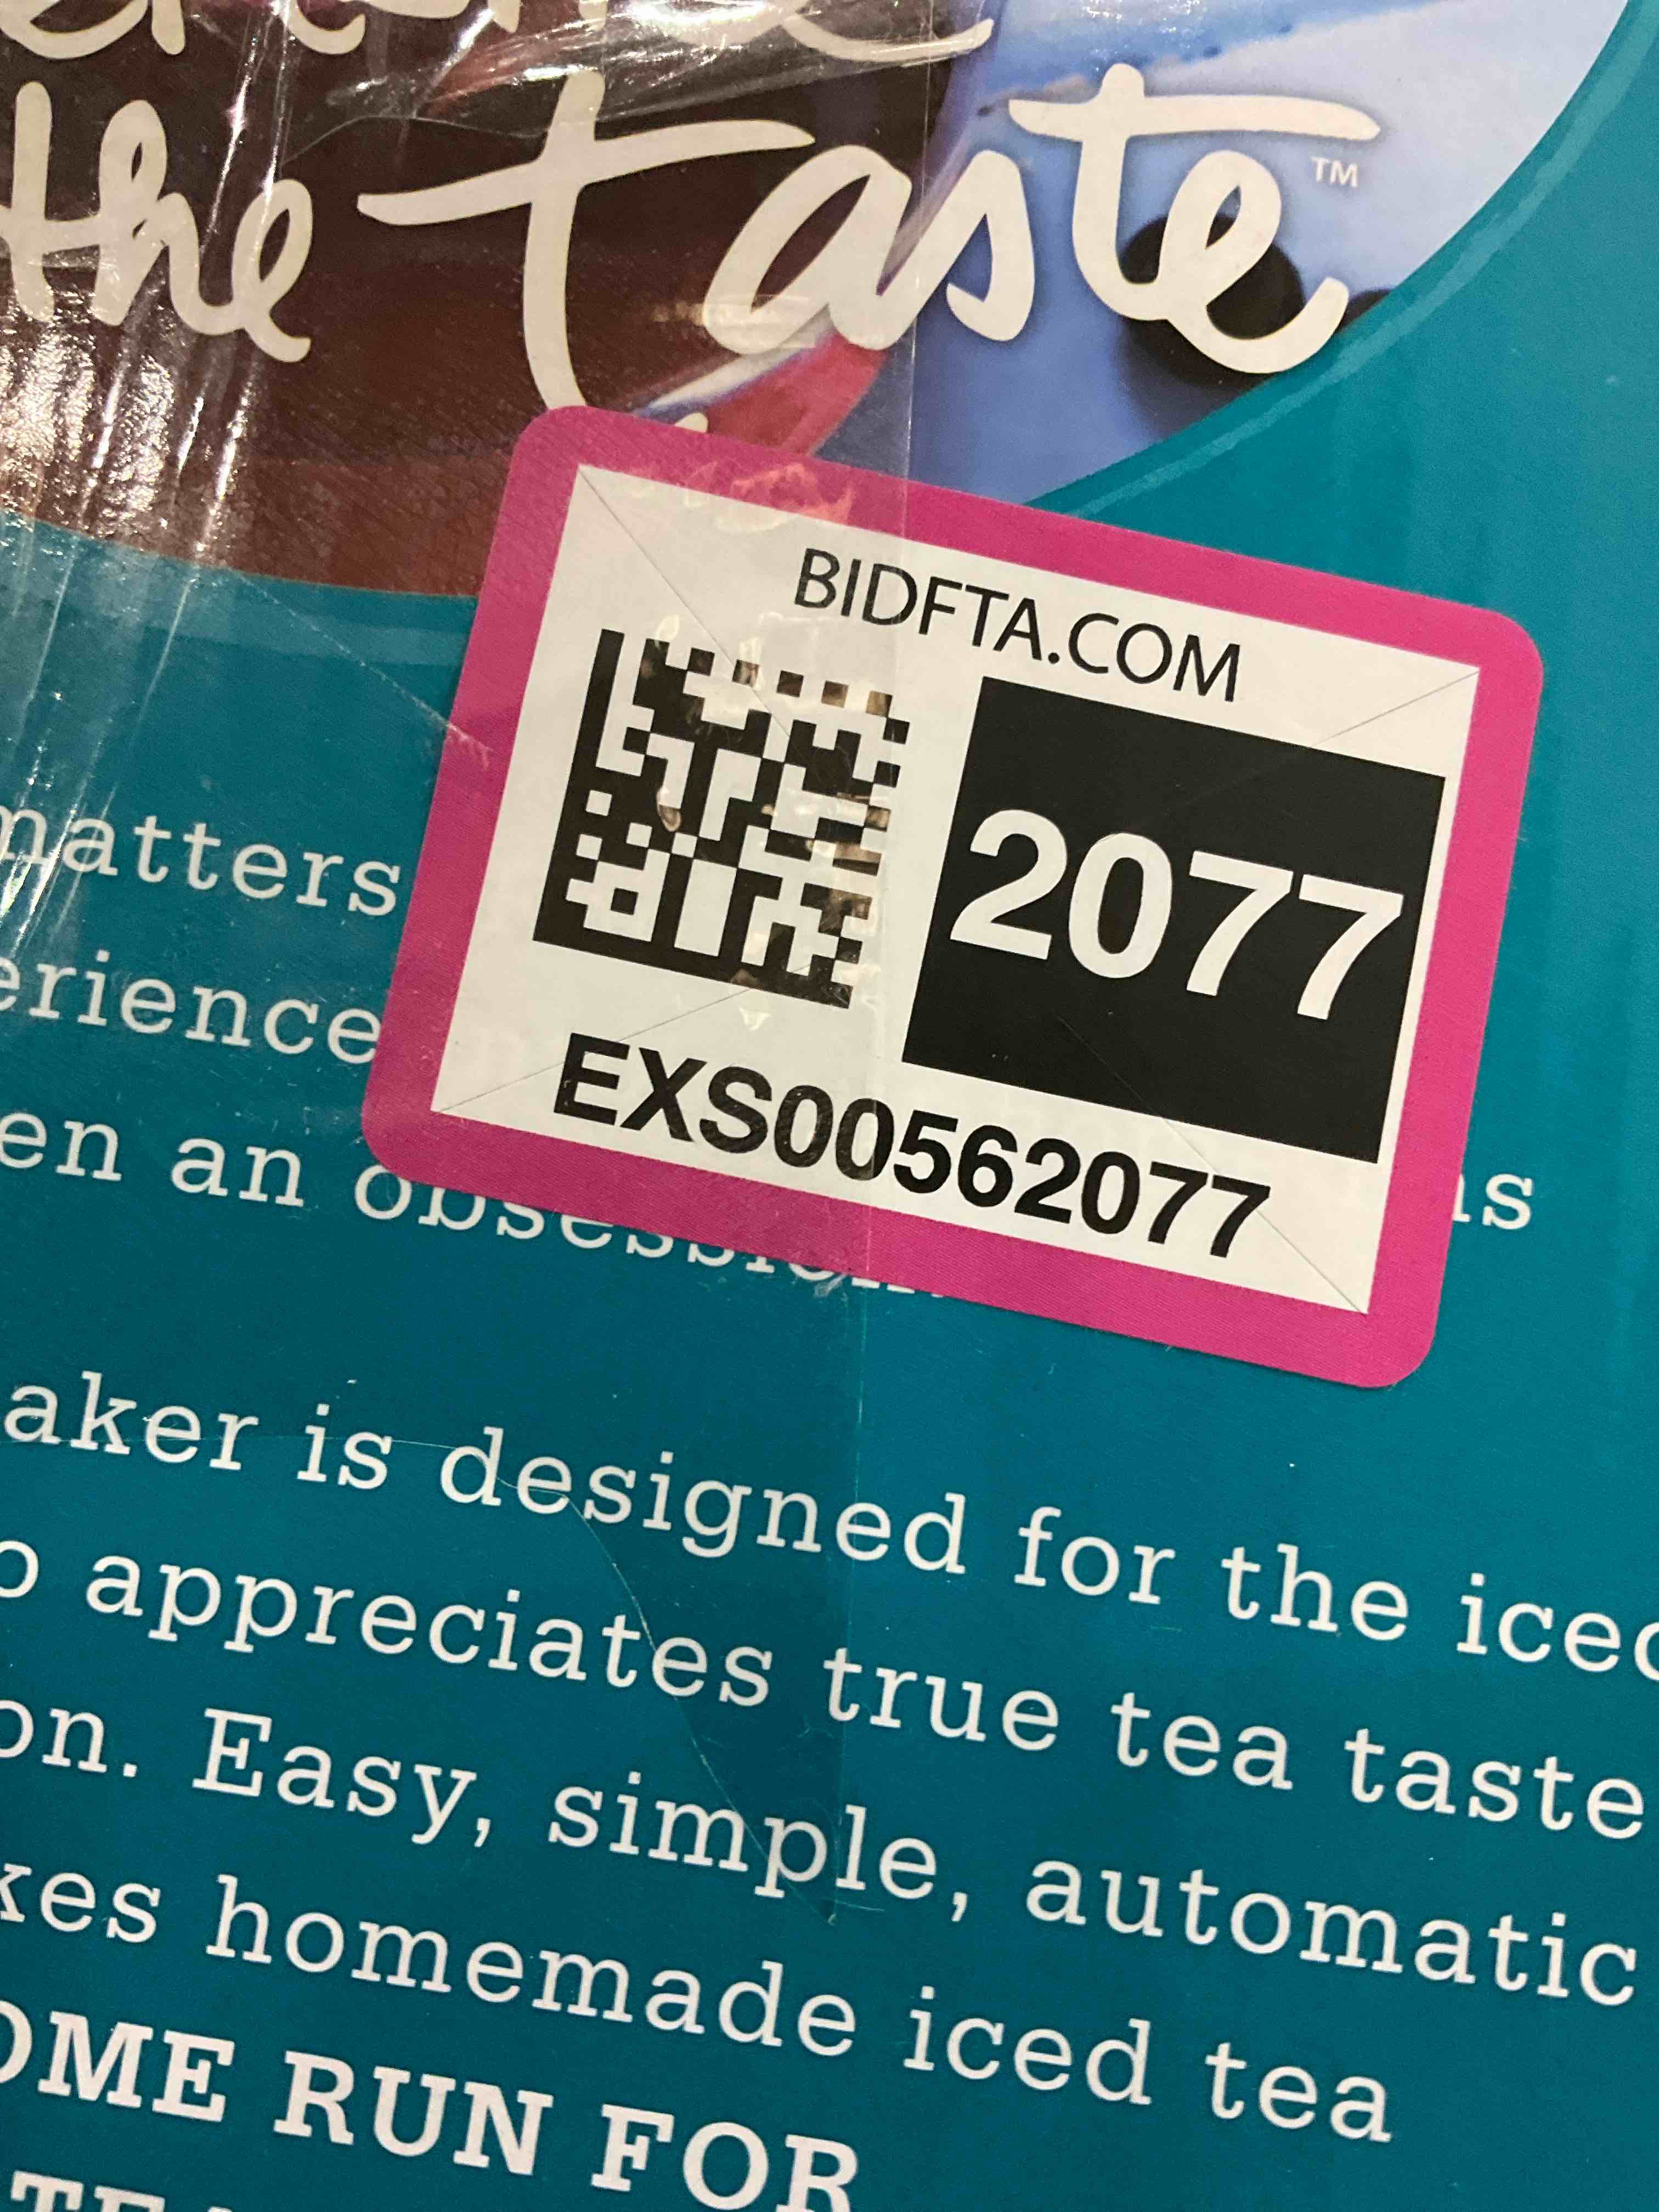 the taste™
BIDFTA.COM
2077
EXS00562077
matters
en an obsession.
aker is designed for the iced
appreciates true tea taste
on. Easy, simple, automatic
kes homemade iced tea
OME RUN FOR